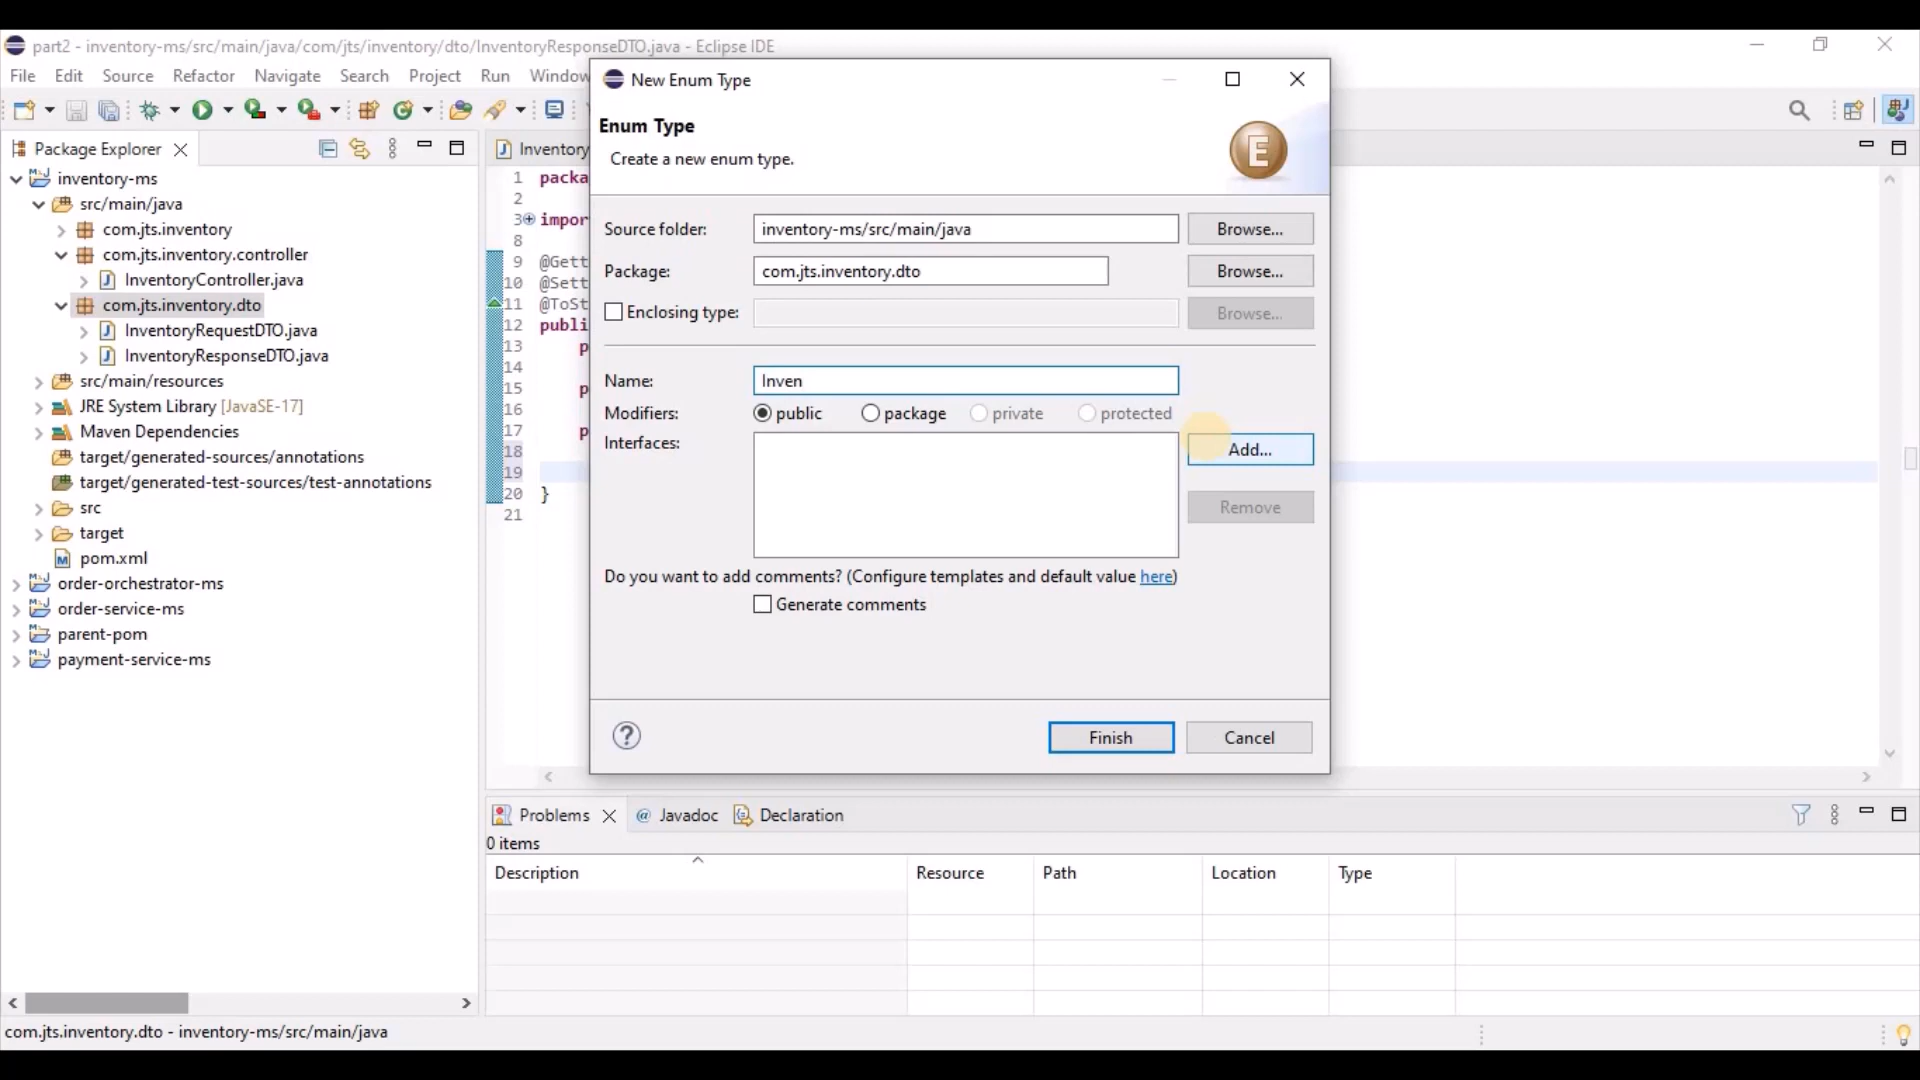 part2 - inventory-ms/src/main/java/com/jts/inventory/dto/InventoryResponseDTO.java - Eclipse IDE
File Edit Source Refactor Navigate Search Project Run Window
Package Explorer
inventory-ms
src/main/java
com.jts.inventory
com.jts.inventory.controller
InventoryController.java
com.jts.inventory.dto
InventoryRequestDTO.java
InventoryResponseDTO.java
src/main/resources
JRE System Library [JavaSE-17]
Maven Dependencies
target/generated-sources/annotations
target/generated-test-sources/test-annotations
src
target
pom.xml
order-orchestrator-ms
order-service-ms
parent-pom
payment-service-ms
Inventory
1 packa
2
3 impor
8
9 @Gett
10 @Sett
11 @ToSt
12 publi
13 p
14
15 p
16
17 p
18
19
20 }
21
New Enum Type
Enum Type
Create a new enum type.
E
Source folder: inventory-ms/src/main/java Browse...
Package: com.jts.inventory.dto Browse...
Enclosing type: Browse...
Name: Inven
Modifiers: public package private protected
Interfaces: Add...
Remove
Do you want to add comments? (Configure templates and default value here)
Generate comments
? Finish Cancel
Problems @ Javadoc Declaration
0 items
Description Resource Path Location Type
com.jts.inventory.dto - inventory-ms/src/main/java